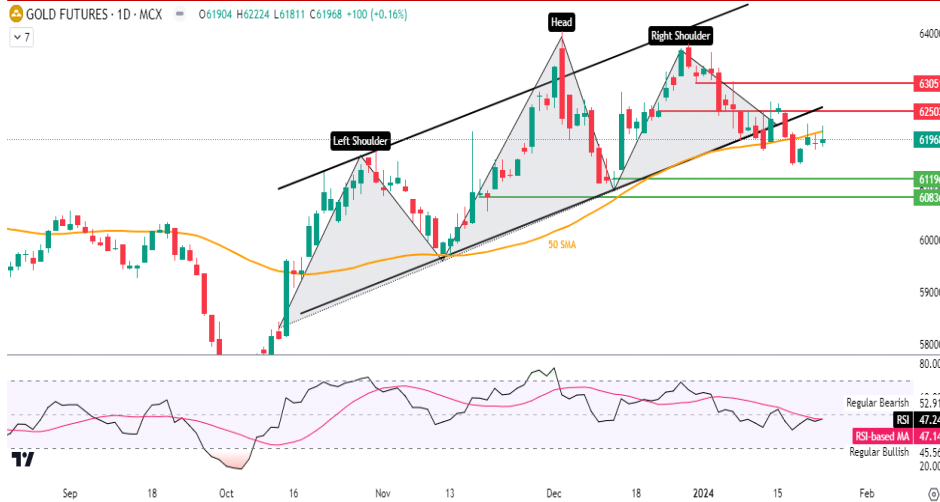 GOLD FUTURES · 1D · MCX O61904 H62224 L61811 C61968 +100 (+0.16%)
7
Head
Right Shoulder
Left Shoulder
50 SMA
64000
6305
6250
61968
61190
60830
60000
59000
58000
80.00
Regular Bearish 52.91
RSI 47.24
RSI-based MA 47.14
Regular Bullish 45.56
20.00
Sep 18 Oct 16 Nov 13 Dec 18 2024 15 Feb